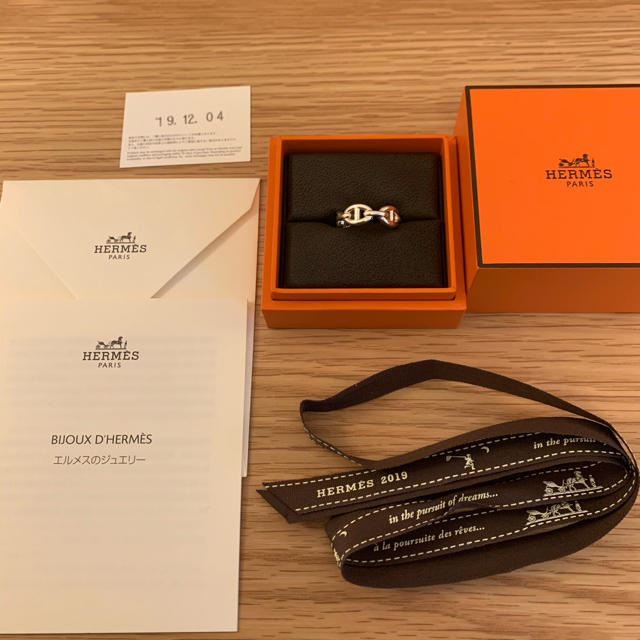 '19.12.04
HERMÈS
PARIS
HERMÈS
PARIS
HERMÈS
PARIS
BIJOUX D'HERMÈS
エルメスのジュエリー
in the pursuit
HERMÈS 2019
in the pursuit of dreams...
à la poursuite des rêves...